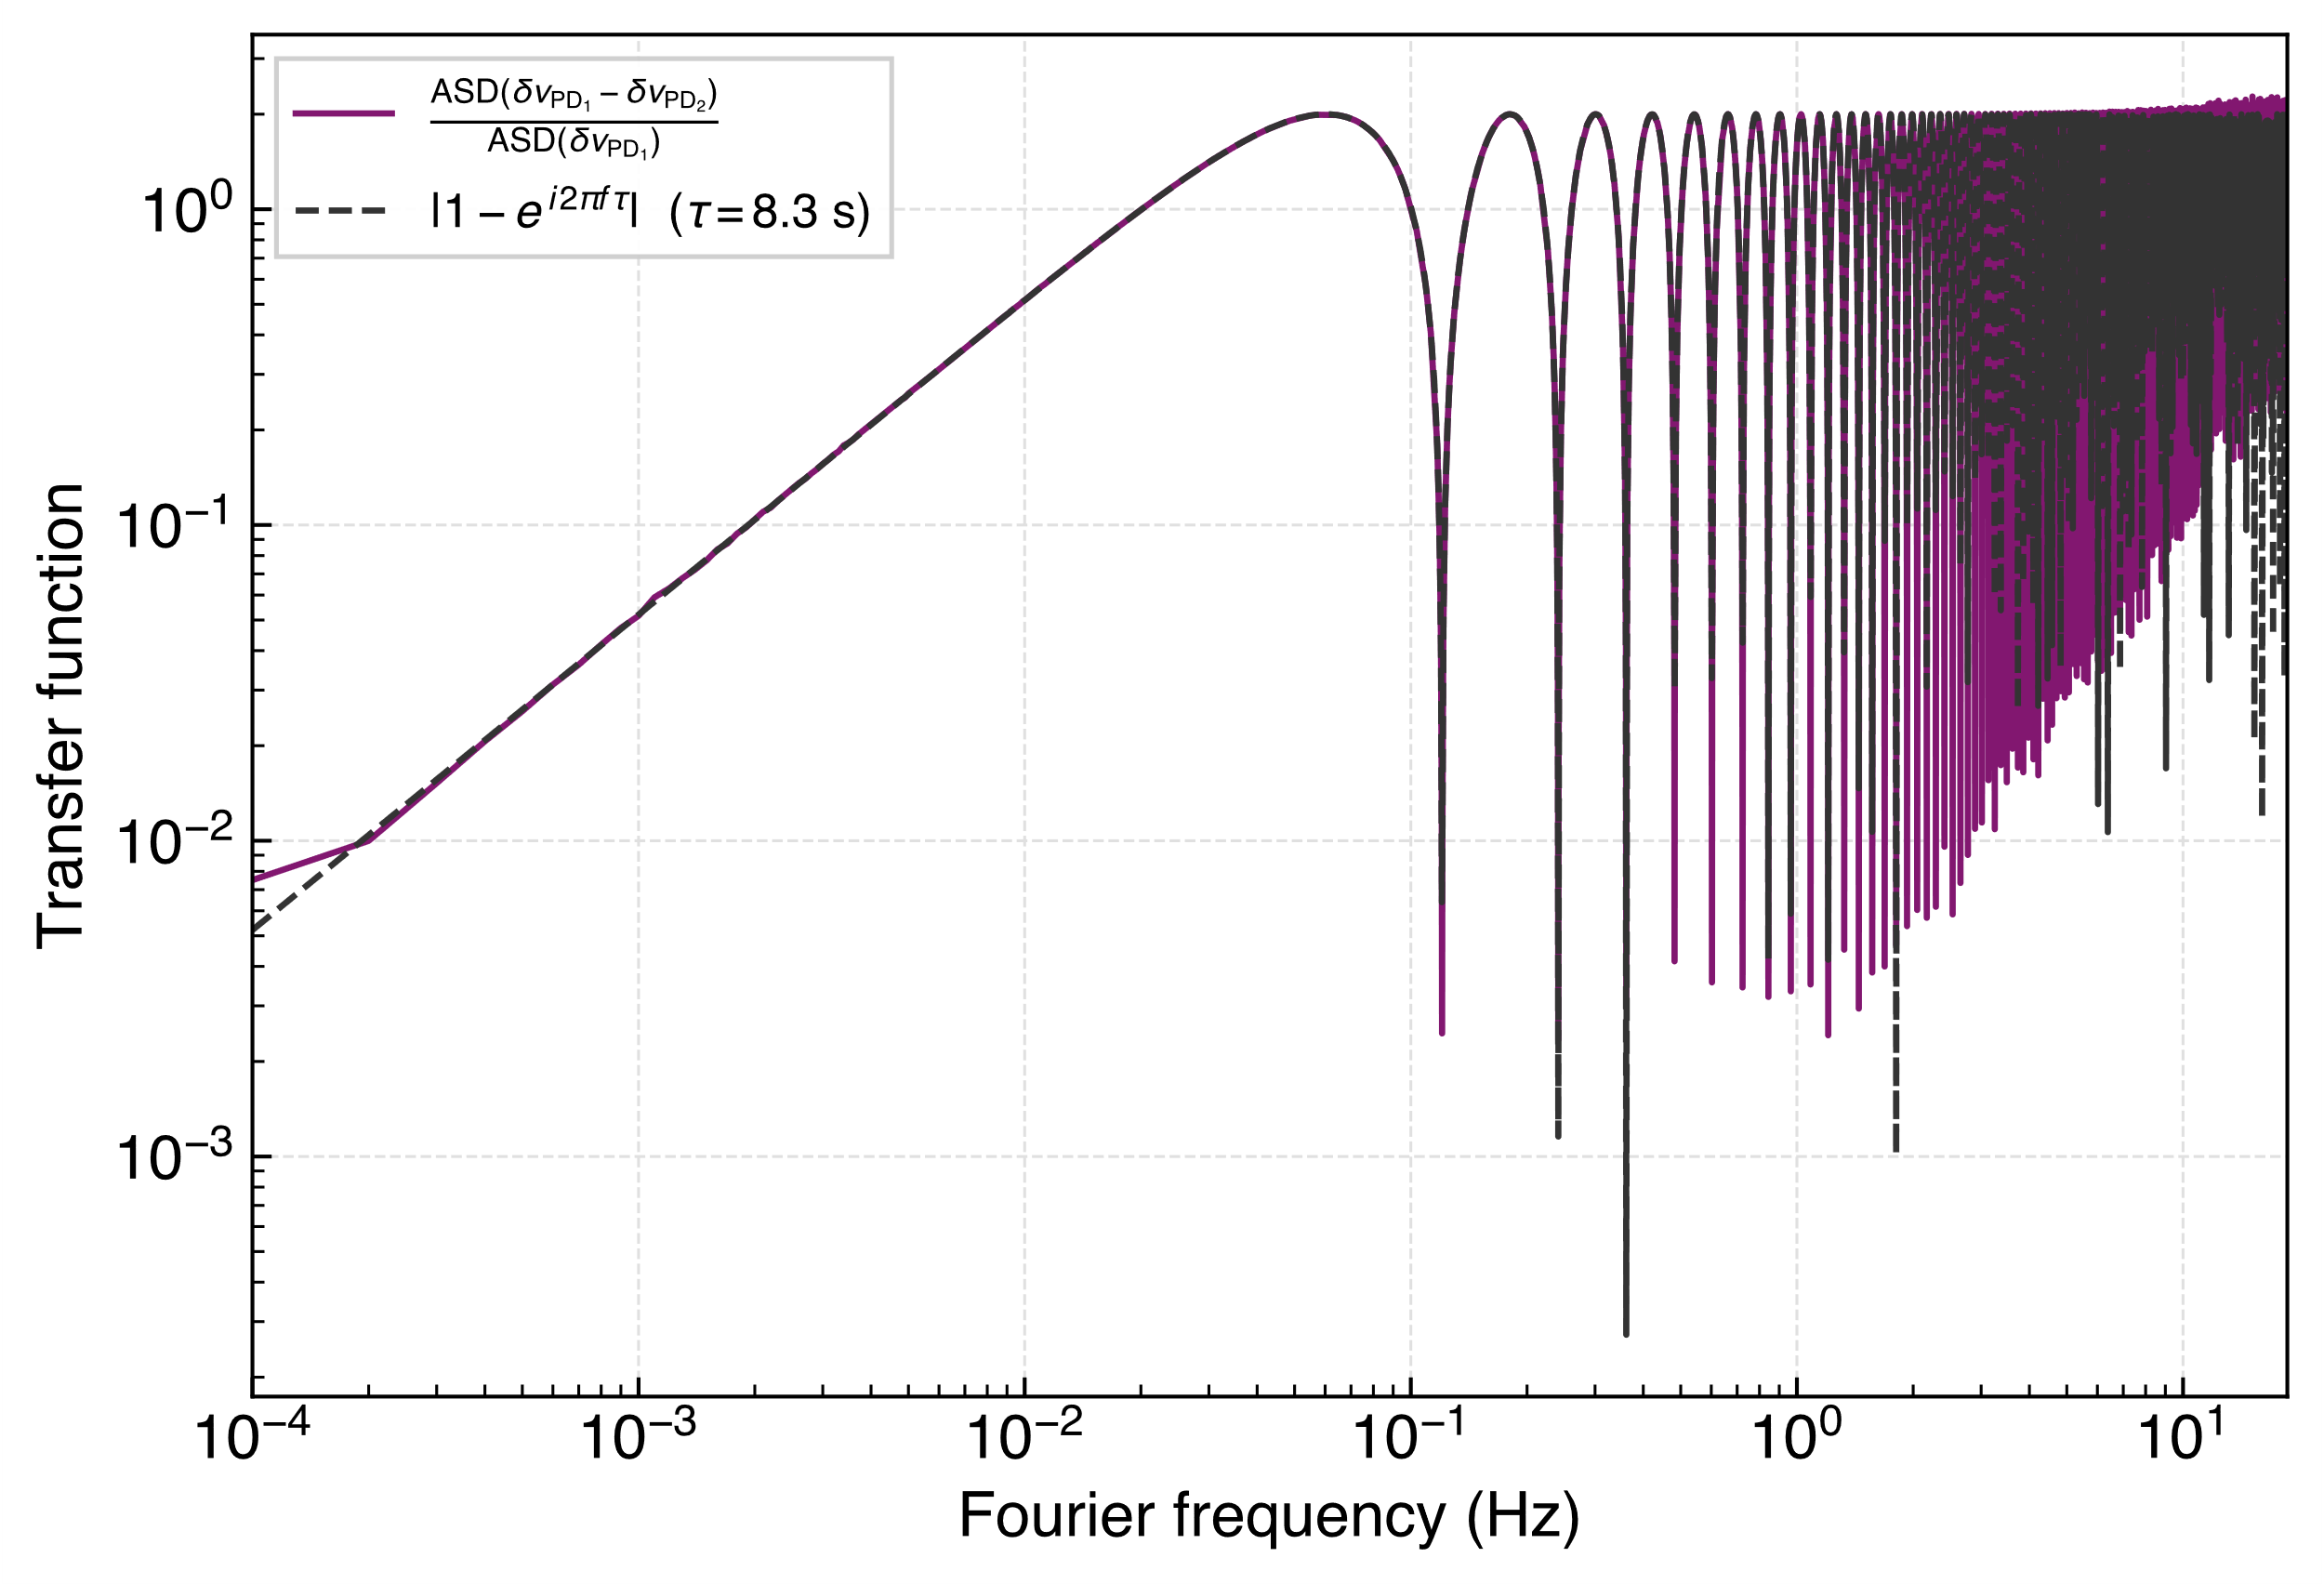 ASD(δν_PD₁ − δν_PD₂)
ASD(δν_PD₁)
|1 − e^{i2πfτ}| (τ = 8.3 s)
10⁰
10⁻¹
10⁻²
10⁻³
Transfer function
10⁻⁴ 10⁻³ 10⁻² 10⁻¹ 10⁰ 10¹
Fourier frequency (Hz)